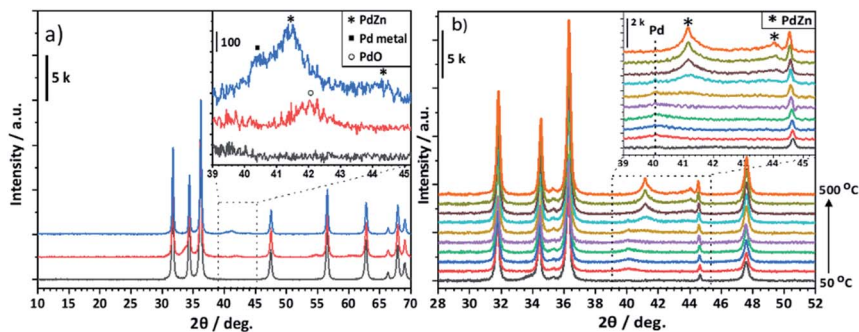 a)
5 k
Intensity / a.u.
10 15 20 25 30 35 40 45 50 55 60 65 70
2θ / deg.
100
* PdZn
■ Pd metal
○ PdO
*
■
*
○
39 40 41 42 43 44 45
b)
5 k
Intensity / a.u.
28 30 32 34 36 38 40 42 44 46 48 50 52
2θ / deg.
2 k
Pd
* PdZn
*
*
39 40 41 42 43 44 45
500 °C
50 °C